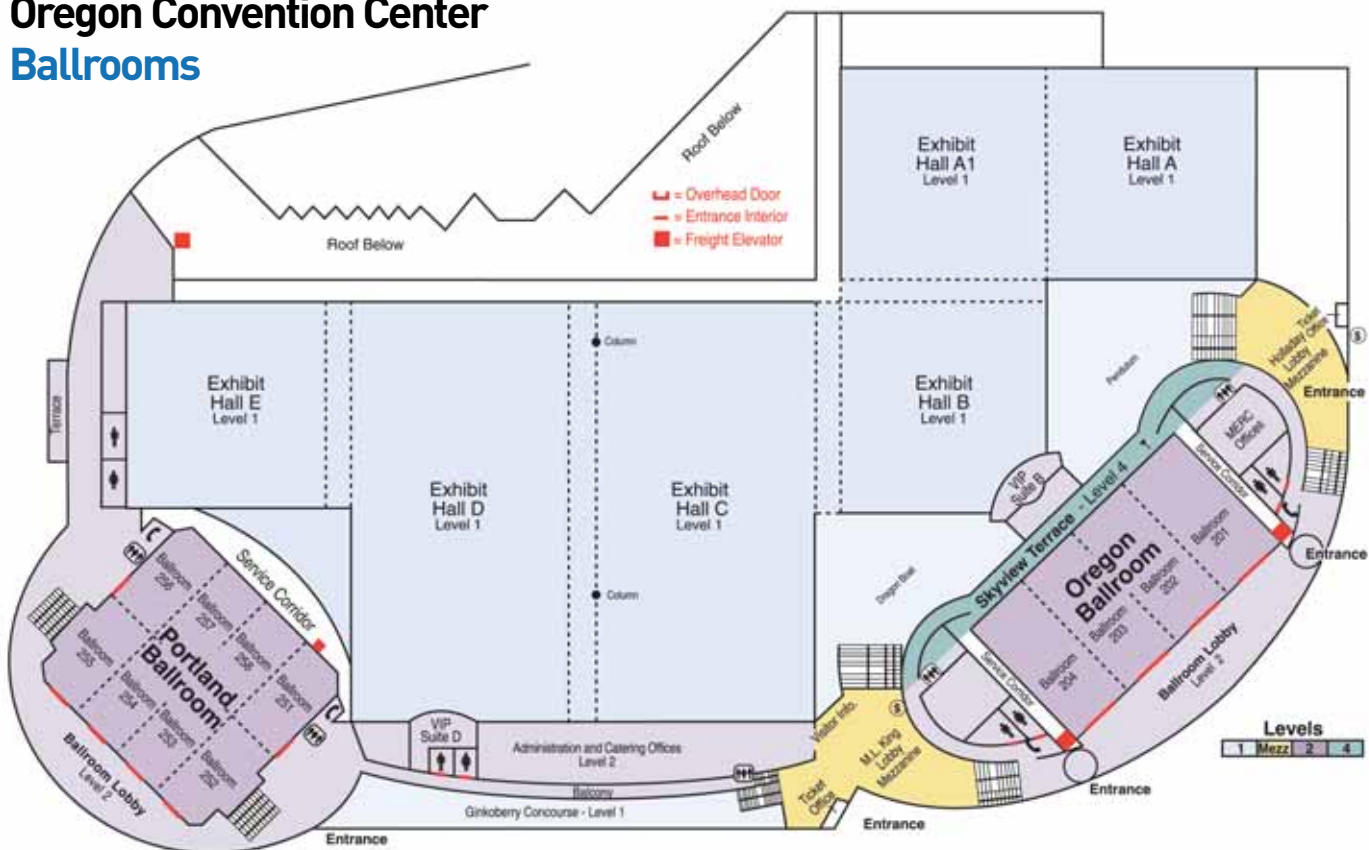 Oregon Convention Center
Ballrooms
Roof Below
Roof Below
= Overhead Door
= Entrance Interior
= Freight Elevator
Exhibit
Hall A1
Level 1
Exhibit
Hall A
Level 1
Ticket
Office
Holladay
Lobby
Mezzanine
$
Entrance
Column
Pendulum
Terrace
Exhibit
Hall E
Level 1
Exhibit
Hall B
Level 1
MERC
Offices
Service Corridor
VIP
Suite B
Exhibit
Hall D
Level 1
Exhibit
Hall C
Level 1
Skyview Terrace - Level 4
Oregon
Ballroom
Ballroom
201
Ballroom
202
Ballroom
203
Ballroom
204
Entrance
Service Corridor
Ballroom Lobby
Level 2
Dragon Boat
Column
Service Corridor
Portland
Ballroom
Ballroom
256
Ballroom
257
Ballroom
258
Ballroom
251
Ballroom
255
Ballroom
254
Ballroom
253
Ballroom
252
Ballroom Lobby
Level 2
VIP
Suite D
Administration and Catering Offices
Level 2
Balcony
Ginkoberry Concourse - Level 1
Visitor Info.
$
M.L. King
Lobby
Mezzanine
Ticket
Office
Levels
1 Mezz 2 4
Entrance
Entrance
Entrance